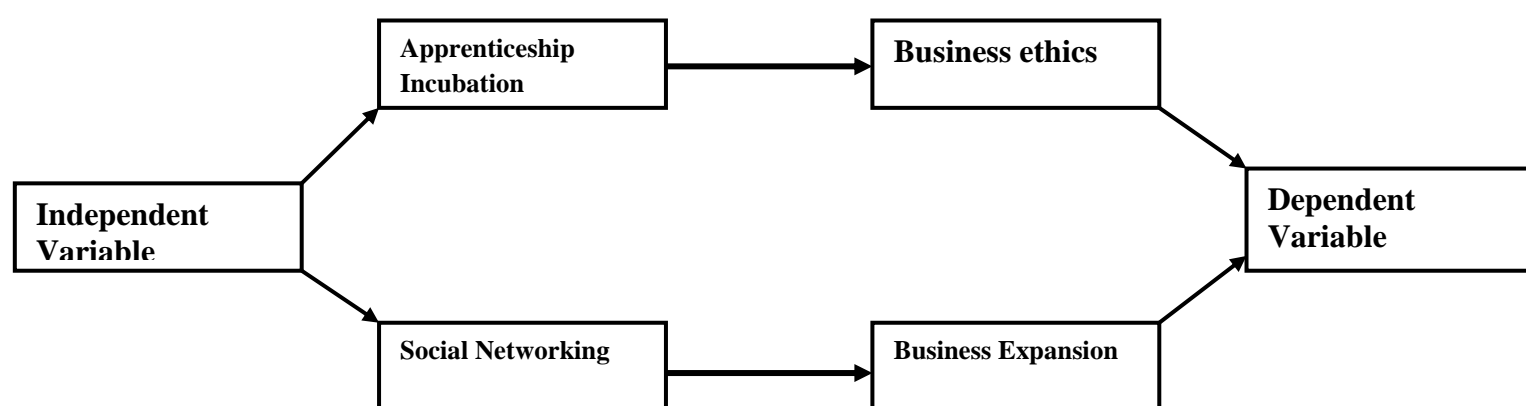 Apprenticeship
Incubation
Business ethics
Independent
Variable
Dependent
Variable
Social Networking
Business Expansion